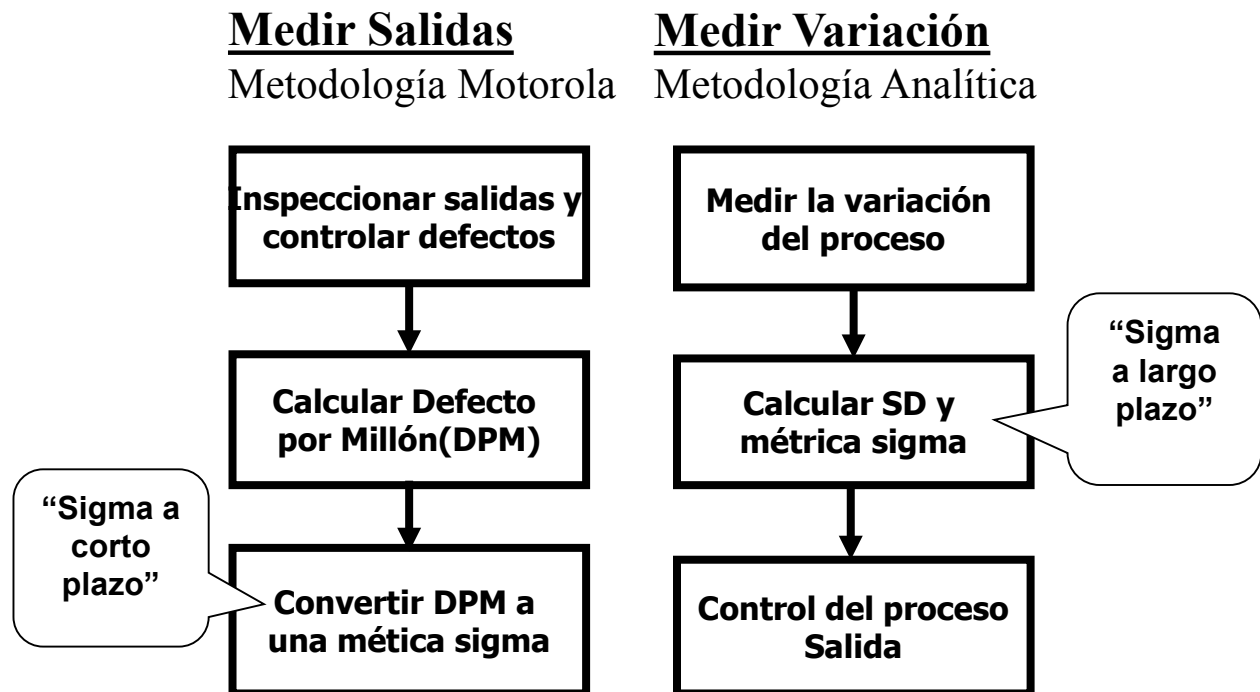 Medir Salidas
Metodología Motorola
Inspeccionar salidas y
controlar defectos
Calcular Defecto
por Millón(DPM)
“Sigma a
corto
plazo”
Convertir DPM a
una mética sigma
Medir Variación
Metodología Analítica
Medir la variación
del proceso
“Sigma
a largo
plazo”
Calcular SD y
métrica sigma
Control del proceso
Salida